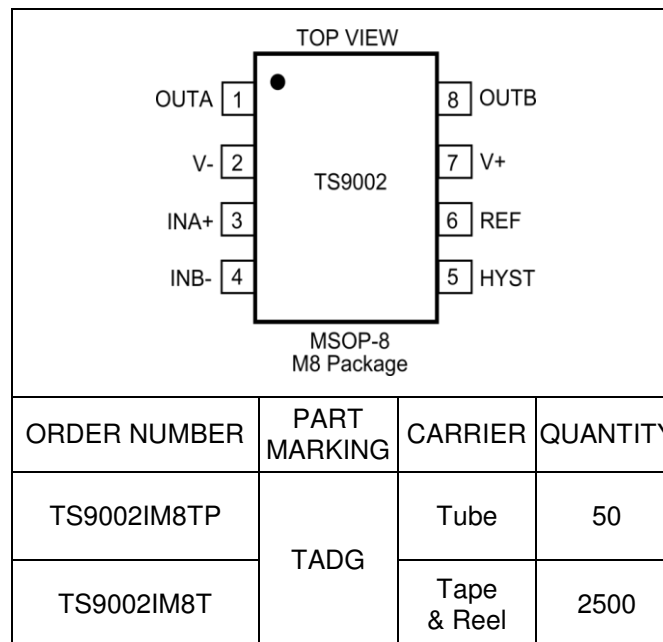 TOP VIEW
OUTA 1 8 OUTB
V- 2 7 V+
TS9002
INA+ 3 6 REF
INB- 4 5 HYST
MSOP-8
M8 Package
ORDER NUMBER PART MARKING CARRIER QUANTITY
TS9002IM8TP TADG Tube 50
TS9002IM8T Tape & Reel 2500